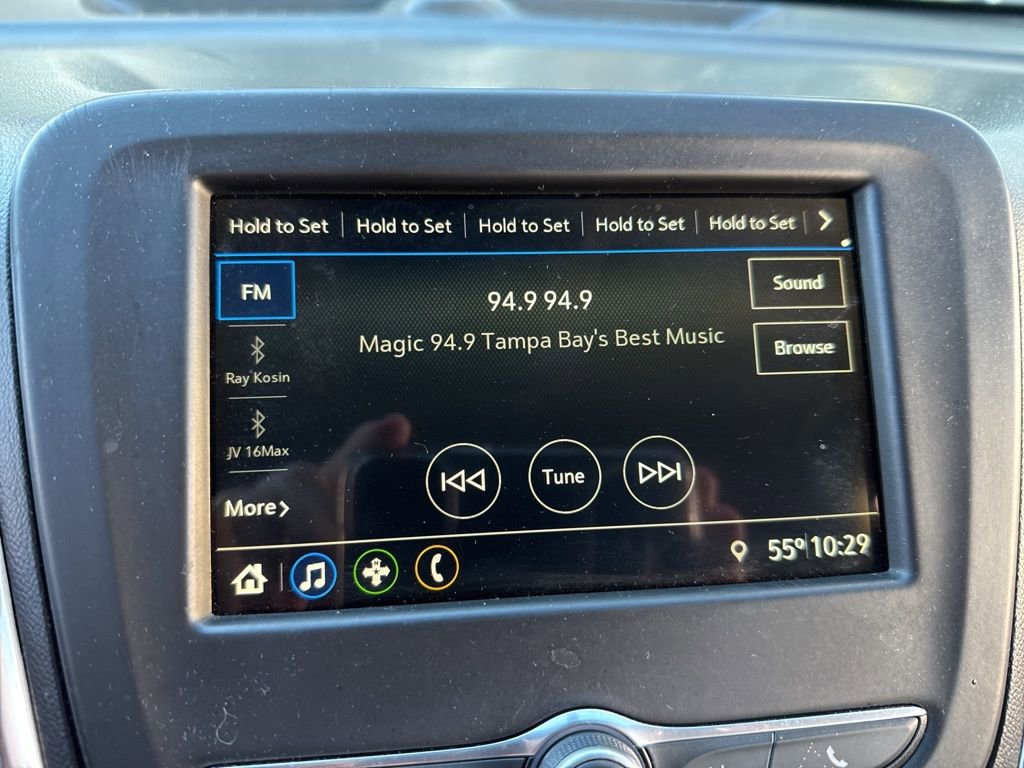 Hold to Set Hold to Set Hold to Set Hold to Set Hold to Set
FM
94.9 94.9
Sound
Magic 94.9 Tampa Bay's Best Music
Browse
Ray Kosin
JV 16Max
Tune
More
55° 10:29